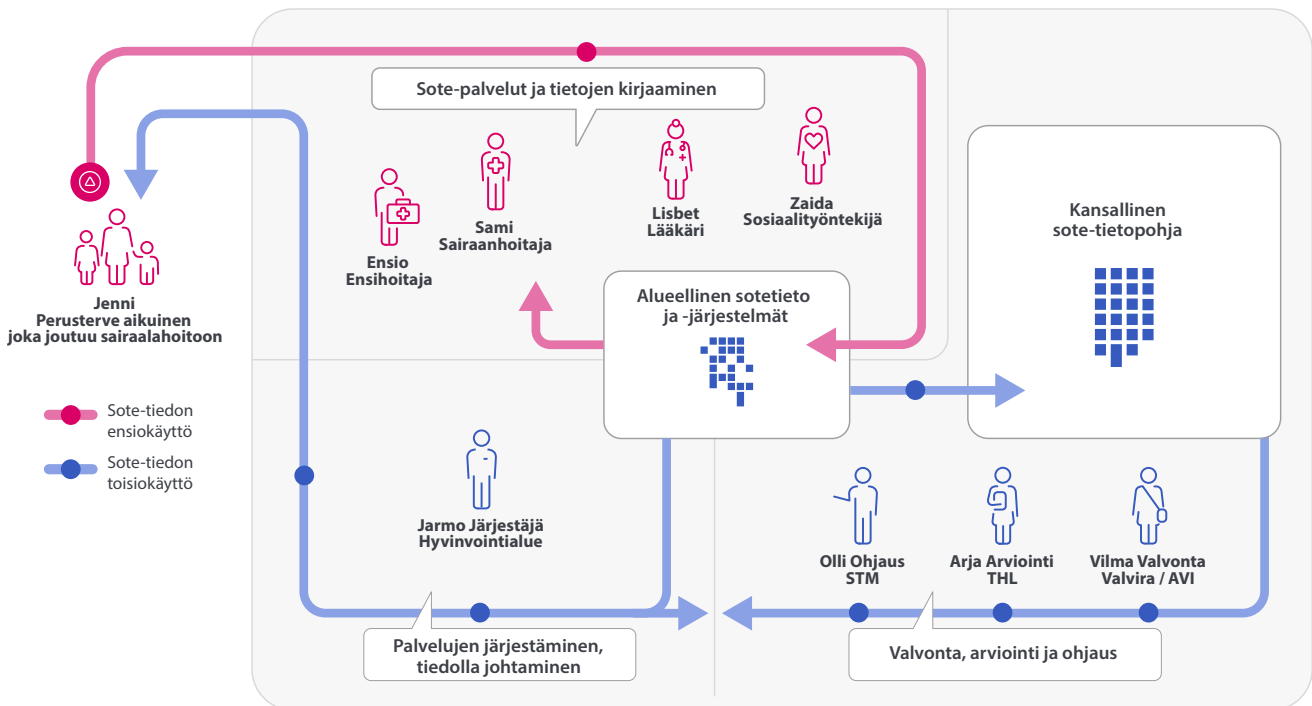 Sote-palvelut ja tietojen kirjaaminen
Ensio
Ensihoitaja
Sami
Sairaanhoitaja
Lisbet
Lääkäri
Zaida
Sosiaalityöntekijä
Kansallinen
sote-tietopohja
Jenni
Perusterve aikuinen
joka joutuu sairaalahoitoon
Alueellinen sotetieto
ja -järjestelmät
Sote-tiedon
ensiokäyttö
Sote-tiedon
toisiokäyttö
Jarmo Järjestäjä
Hyvinvointialue
Olli Ohjaus
STM
Arja Arviointi
THL
Vilma Valvonta
Valvira / AVI
Palvelujen järjestäminen,
tiedolla johtaminen
Valvonta, arviointi ja ohjaus